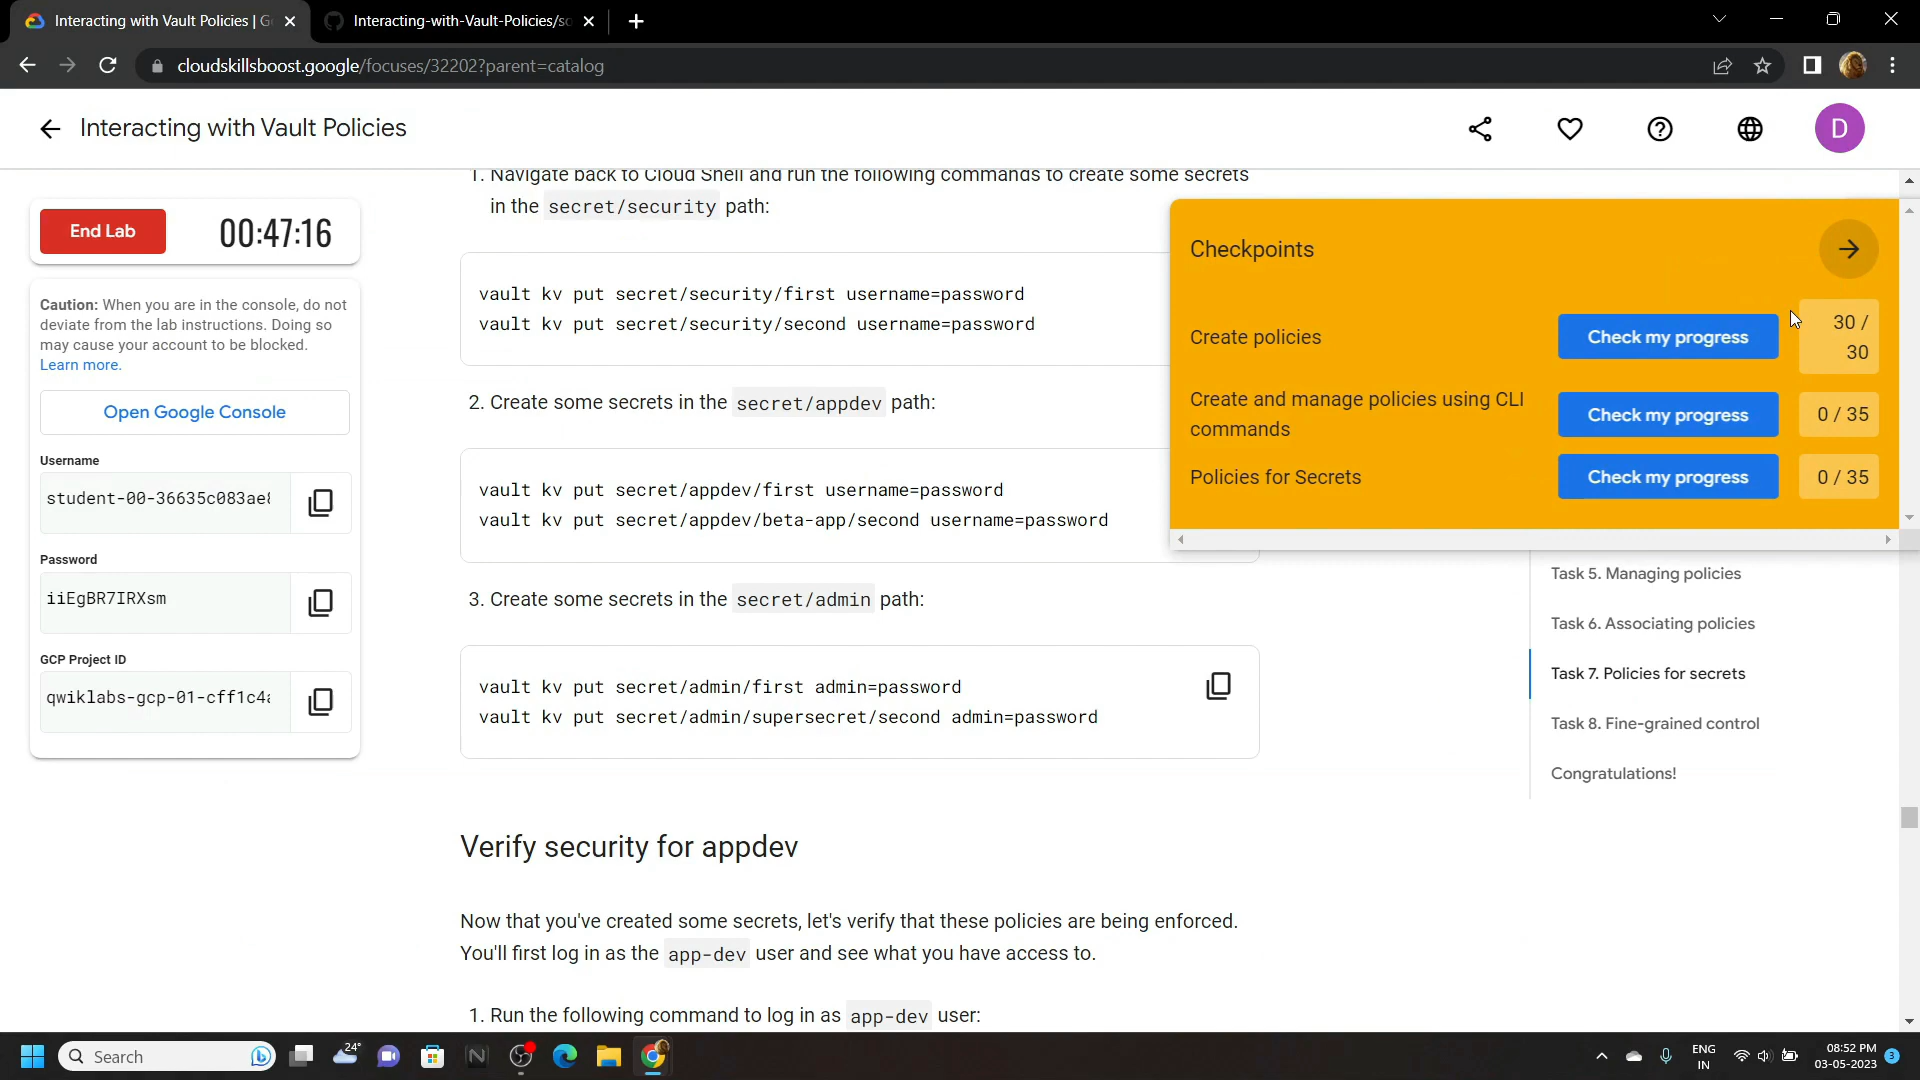 Interacting with Vault Policies | G
Interacting-with-Vault-Policies/so
cloudskillsboost.google/focuses/32202?parent=catalog
Interacting with Vault Policies
D
End Lab
00:47:16
Caution: When you are in the console, do not
deviate from the lab instructions. Doing so
may cause your account to be blocked.
Learn more.
Open Google Console
Username
student-00-36635c083ae8
Password
iiEgBR7IRXsm
GCP Project ID
qwiklabs-gcp-01-cff1c4a
1. Navigate back to Cloud Shell and run the following commands to create some secrets
in the secret/security path:
vault kv put secret/security/first username=password
vault kv put secret/security/second username=password
2. Create some secrets in the secret/appdev path:
vault kv put secret/appdev/first username=password
vault kv put secret/appdev/beta-app/second username=password
3. Create some secrets in the secret/admin path:
vault kv put secret/admin/first admin=password
vault kv put secret/admin/supersecret/second admin=password
Verify security for appdev
Now that you've created some secrets, let's verify that these policies are being enforced.
You'll first log in as the app-dev user and see what you have access to.
1. Run the following command to log in as app-dev user:
Checkpoints
Create policies
Check my progress
30 /
30
Create and manage policies using CLI
commands
Check my progress
0 / 35
Policies for Secrets
Check my progress
0 / 35
Task 5. Managing policies
Task 6. Associating policies
Task 7. Policies for secrets
Task 8. Fine-grained control
Congratulations!
Search
24°
ENG
IN
08:52 PM
03-05-2023
3